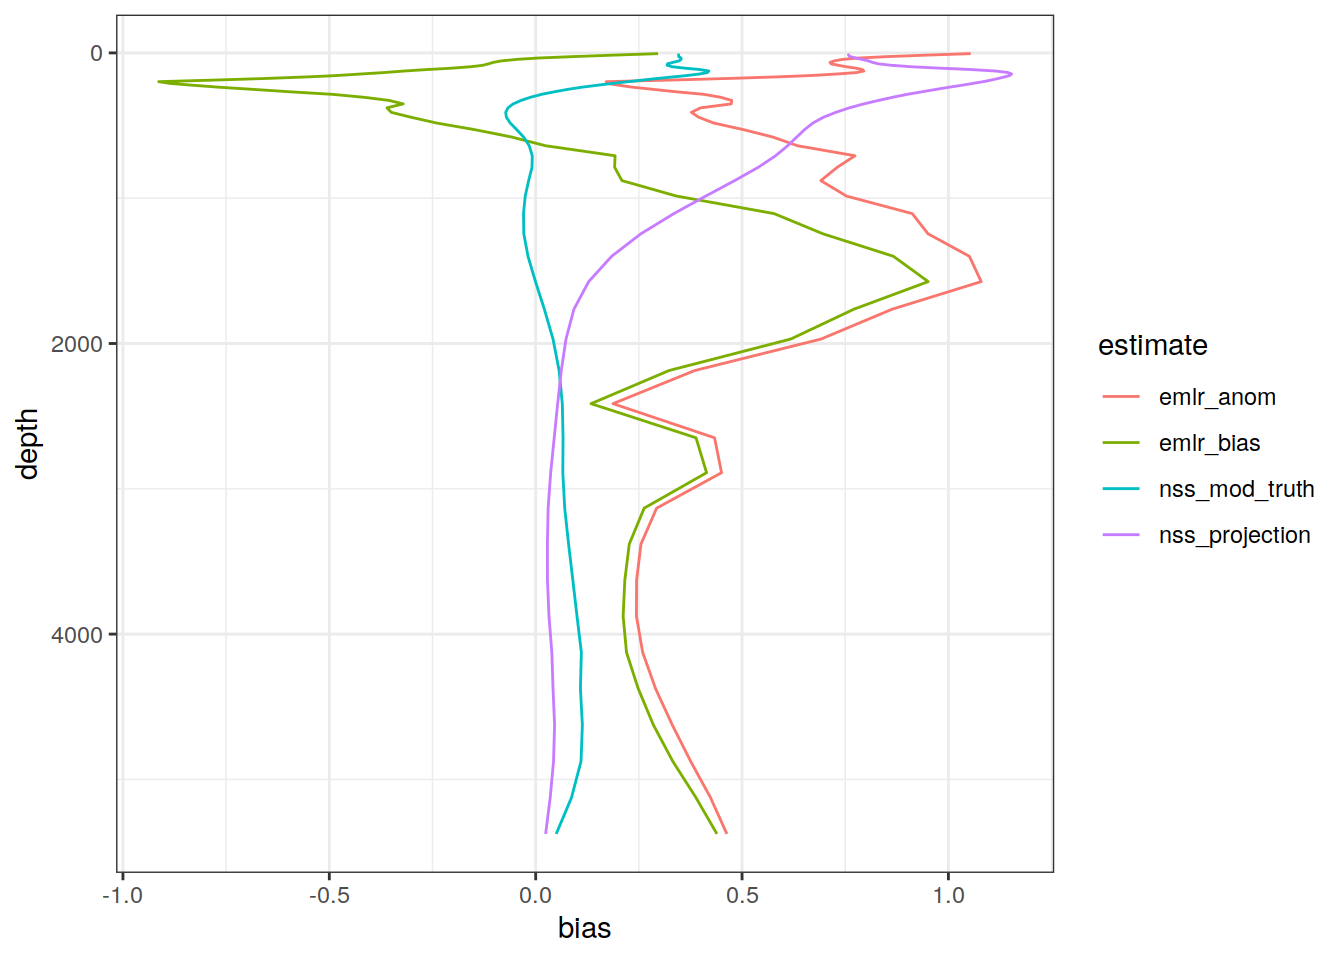 0
2000
4000
depth
-1.0
-0.5
0.0
0.5
1.0
bias
estimate
emlr_anom
emlr_bias
nss_mod_truth
nss_projection